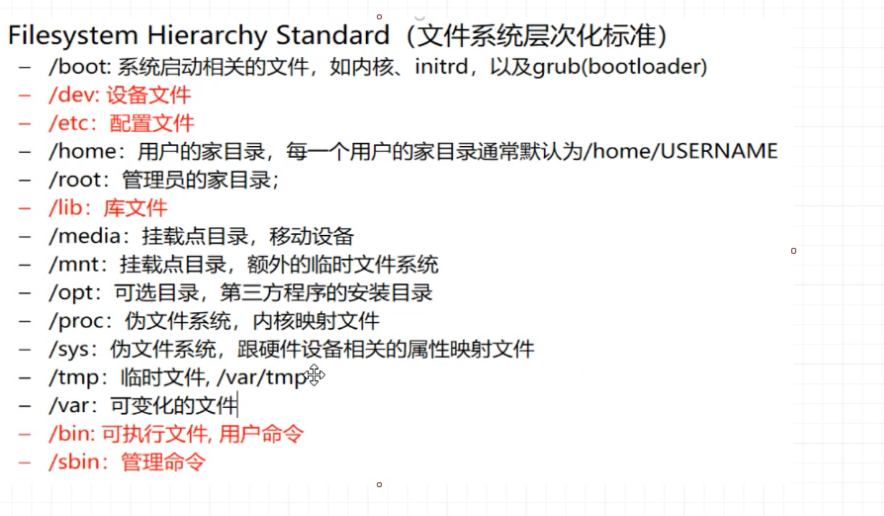 Filesystem Hierarchy Standard（文件系统层次化标准）
– /boot: 系统启动相关的文件，如内核、initrd，以及grub(bootloader)
– /dev: 设备文件
– /etc：配置文件
– /home：用户的家目录，每一个用户的家目录通常默认为/home/USERNAME
– /root：管理员的家目录；
– /lib：库文件
– /media：挂载点目录，移动设备
– /mnt：挂载点目录，额外的临时文件系统
– /opt：可选目录，第三方程序的安装目录
– /proc：伪文件系统，内核映射文件
– /sys：伪文件系统，跟硬件设备相关的属性映射文件
– /tmp：临时文件, /var/tmp
– /var：可变化的文件
– /bin: 可执行文件, 用户命令
– /sbin：管理命令